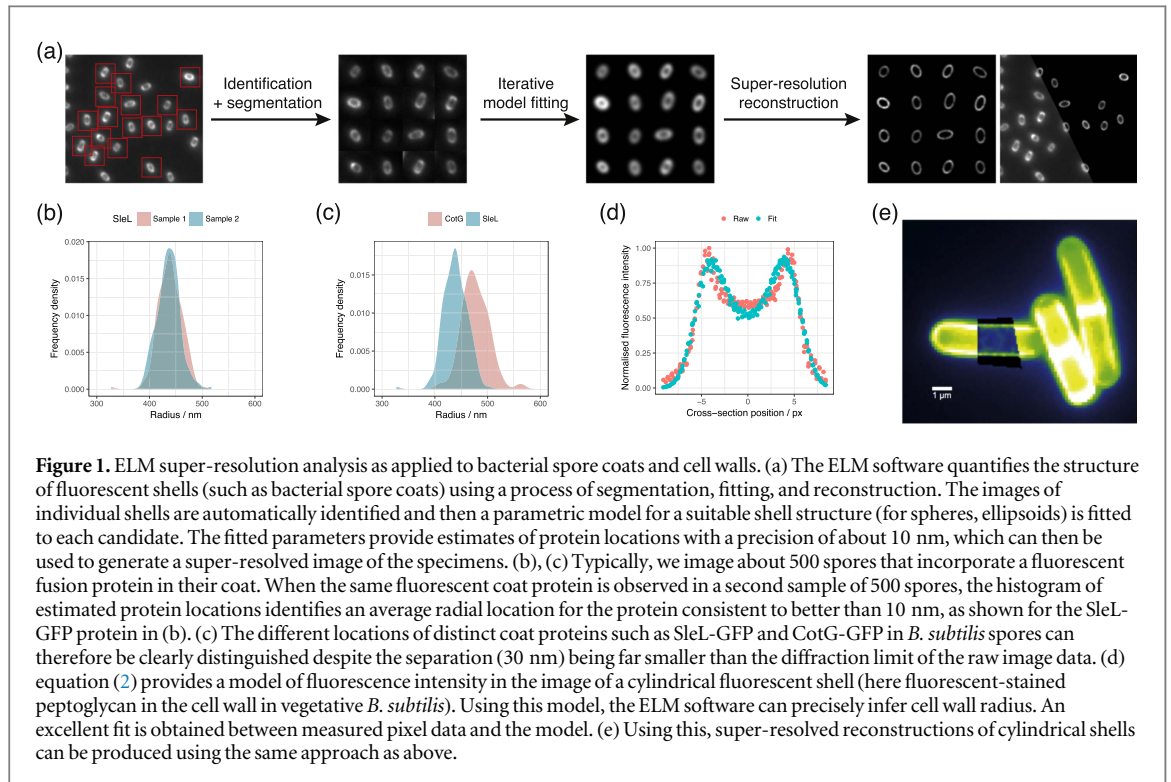 (a)
Identification
+ segmentation
Iterative
model fitting
Super-resolution
reconstruction
(b)
SleL Sample 1 Sample 2
0.020
0.015
0.010
0.005
0.000
Frequency density
300 400 500 600
Radius / nm
(c)
CotG SleL
0.015
0.010
0.005
0.000
Frequency density
300 400 500 600
Radius / nm
(d)
Raw Fit
1.00
0.75
0.50
0.25
0.00
Normalised fluorescence intensity
−5 0 5
Cross−section position / px
(e)
1 µm
Figure 1. ELM super-resolution analysis as applied to bacterial spore coats and cell walls. (a) The ELM software quantifies the structure
of fluorescent shells (such as bacterial spore coats) using a process of segmentation, fitting, and reconstruction. The images of
individual shells are automatically identified and then a parametric model for a suitable shell structure (for spheres, ellipsoids) is fitted
to each candidate. The fitted parameters provide estimates of protein locations with a precision of about 10 nm, which can then be
used to generate a super-resolved image of the specimens. (b), (c) Typically, we image about 500 spores that incorporate a fluorescent
fusion protein in their coat. When the same fluorescent coat protein is observed in a second sample of 500 spores, the histogram of
estimated protein locations identifies an average radial location for the protein consistent to better than 10 nm, as shown for the SleL-
GFP protein in (b). (c) The different locations of distinct coat proteins such as SleL-GFP and CotG-GFP in B. subtilis spores can
therefore be clearly distinguished despite the separation (30 nm) being far smaller than the diffraction limit of the raw image data. (d)
equation (2) provides a model of fluorescence intensity in the image of a cylindrical fluorescent shell (here fluorescent-stained
peptoglycan in the cell wall in vegetative B. subtilis). Using this model, the ELM software can precisely infer cell wall radius. An
excellent fit is obtained between measured pixel data and the model. (e) Using this, super-resolved reconstructions of cylindrical shells
can be produced using the same approach as above.